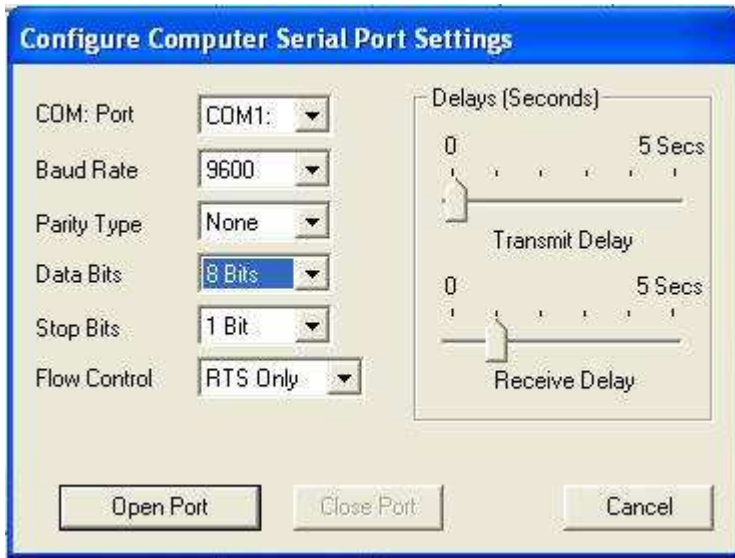 Configure Computer Serial Port Settings
COM: Port COM1:
Baud Rate 9600
Parity Type None
Data Bits 8 Bits
Stop Bits 1 Bit
Flow Control RTS Only
Delays (Seconds)
0 5 Secs
Transmit Delay
0 5 Secs
Receive Delay
Open Port Close Port Cancel